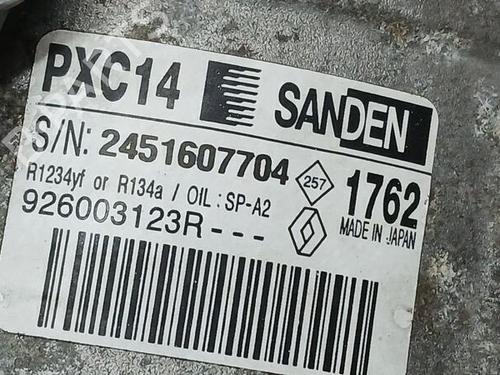 PXC14 SANDEN
S/N: 2451607704 257 1762
R1234yf or R134a / OIL : SP-A2 MADE IN JAPAN
926003123R---